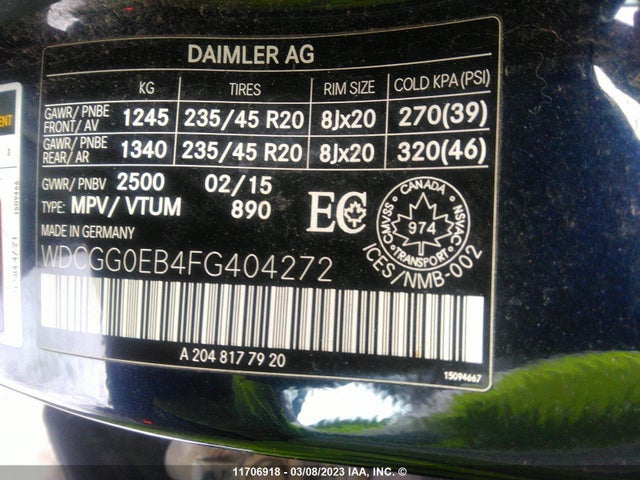 DAIMLER AG
KG TIRES RIM SIZE COLD KPA (PSI)
GAWR/ PNBE FRONT/ AV 1245 235/45 R20 8Jx20 270(39)
GAWR/ PNBE REAR/ AR 1340 235/45 R20 8Jx20 320(46)
GVWR/ PNBV 2500 02/15
TYPE: MPV/ VTUM 890
MADE IN GERMANY
EC
CANADA
CMVSS NSVAC
974
TRANSPORT
ICES/NMB-002
WDCGG0EB4FG404272
A 204 817 79 20
15094667
15094666
3
11706918 - 03/08/2023 IAA, INC. ©